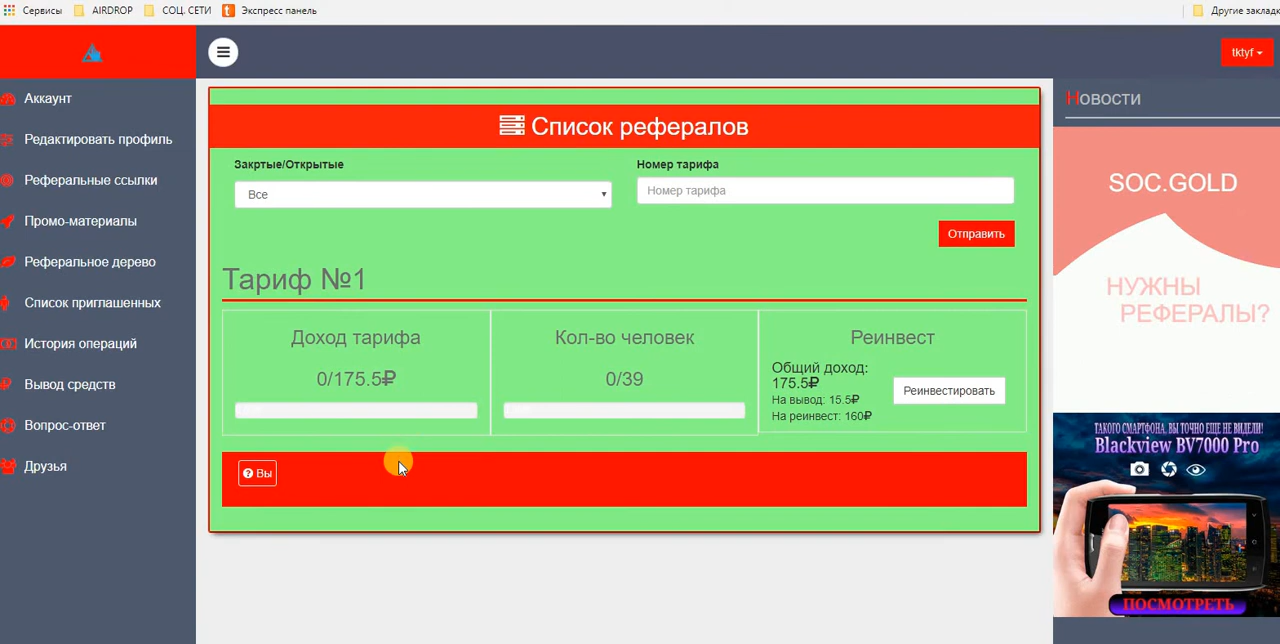 Сервисы
AIRDROP
СОЦ. СЕТИ
t Экспресс панель
Другие закладк
tktyf
Аккаунт
Редактировать профиль
Реферальные ссылки
Промо-материалы
Реферальное дерево
Список приглашенных
История операций
Вывод средств
Вопрос-ответ
Друзья
Список рефералов
Закртые/Открытые
Все
Номер тарифа
Номер тарифа
Отправить
Тариф №1
Доход тарифа
0/175.5₽
Кол-во человек
0/39
Реинвест
Общий доход:
175.5₽
На вывод: 15.5₽
На реинвест: 160₽
Реинвестировать
Вы
Новости
SOC.GOLD
НУЖНЫ
РЕФЕРАЛЫ?
ТАКОГО СМАРТФОНА, ВЫ ТОЧНО ЕЩЕ НЕ ВИДЕЛИ!
Blackview BV7000 Pro
ПОСМОТРЕТЬ